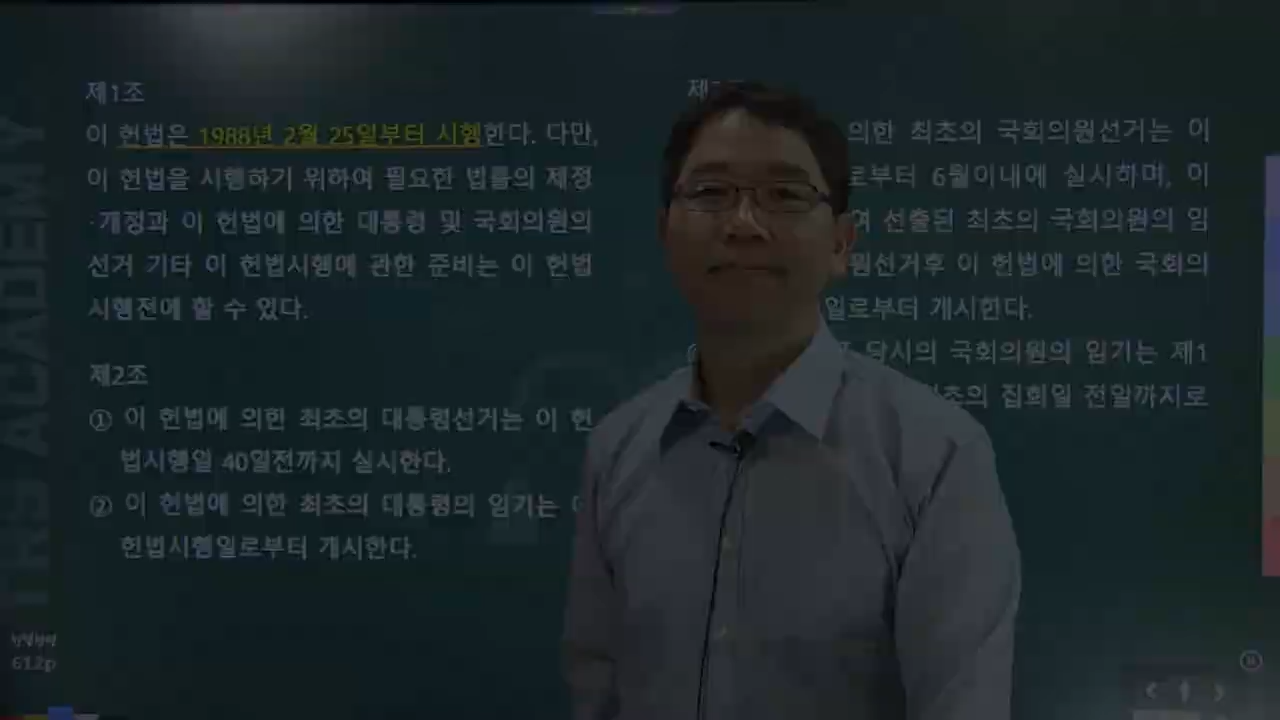 제1조
이 헌법은 1988년 2월 25일부터 시행한다. 다만,
이 헌법을 시행하기 위하여 필요한 법률의 제정
·개정과 이 헌법에 의한 대통령 및 국회의원의
선거 기타 이 헌법시행에 관한 준비는 이 헌법
시행전에 할 수 있다.
제2조
① 이 헌법에 의한 최초의 대통령선거는 이 헌
법시행일 40일전까지 실시한다.
② 이 헌법에 의한 최초의 대통령의 임기는
헌법시행일로부터 개시한다.
의한 최초의 국회의원선거는 이
로부터 6월이내에 실시하며, 이
여 선출된 최초의 국회의원의 임
원선거후 이 헌법에 의한 국회의
일로부터 개시한다.
당시의 국회의원의 임기는 제1
최초의 집회일 전일까지로
ACADEMY
612p